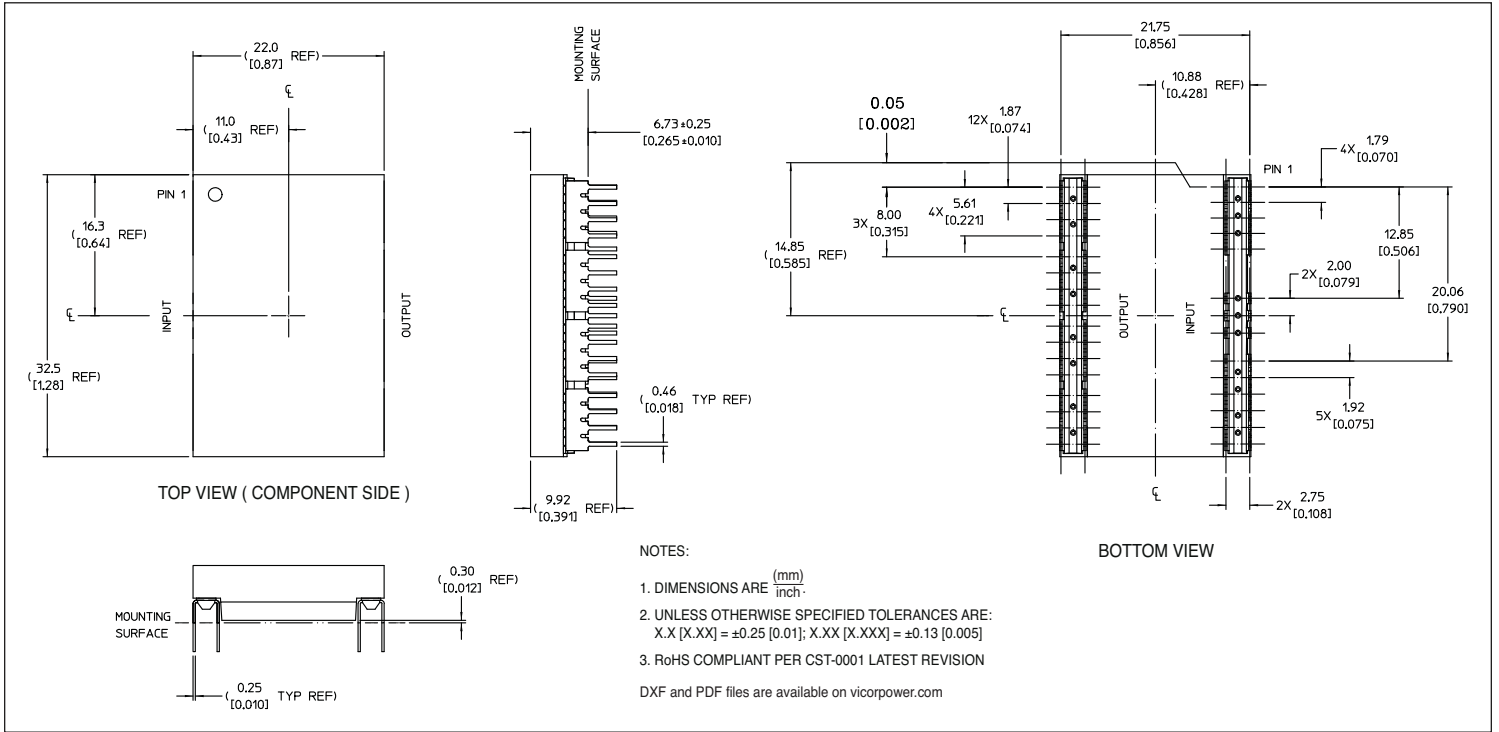 22.0
( [0.87] REF)
℄
11.0
( [0.43] REF)
PIN 1
16.3
( [0.64] REF)
℄
INPUT
OUTPUT
32.5
( [1.28] REF)
TOP VIEW ( COMPONENT SIDE )
MOUNTING
SURFACE
6.73±0.25
[0.265±0.010]
0.46
( [0.018] TYP REF)
9.92
( [0.391] REF)
21.75
[0.856]
10.88
( [0.428] REF)
0.05
[0.002]
12X 1.87
[0.074]
4X 1.79
[0.070]
PIN 1
4X 5.61
[0.221]
3X 8.00
[0.315]
14.85
( [0.585] REF)
12.85
[0.506]
2X 2.00
[0.079]
20.06
[0.790]
℄
OUTPUT
INPUT
5X 1.92
[0.075]
℄
2X 2.75
[0.108]
BOTTOM VIEW
0.30
( [0.012] REF)
MOUNTING
SURFACE
0.25
( [0.010] TYP REF)
NOTES:
1. DIMENSIONS ARE (mm)
inch.
2. UNLESS OTHERWISE SPECIFIED TOLERANCES ARE:
X.X [X.XX] = ±0.25 [0.01]; X.XX [X.XXX] = ±0.13 [0.005]
3. RoHS COMPLIANT PER CST-0001 LATEST REVISION
DXF and PDF files are available on vicorpower.com